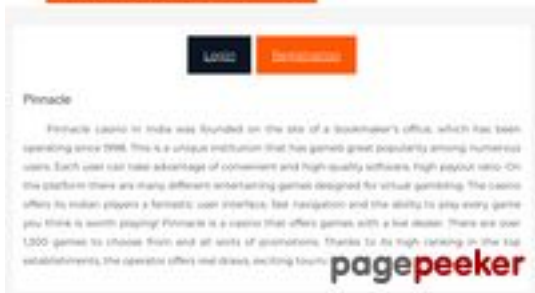 Login Registration
Pinnacle
Pinnacle casino in India was founded on the site of a bookmaker's office, which has been
operating since 1998. This is a unique institution that has gained great popularity among numerous
users. Each user can take advantage of convenient and high-quality software, high payout ratio. On
the platform there are many different entertaining games designed for virtual gambling. The casino
offers its Indian players a fantastic user interface, fast navigation and the ability to play every game
you think is worth playing! Pinnacle is a casino that offers games with a live dealer. There are over
1,200 games to choose from and all sorts of promotions. Thanks to its high ranking in the top
establishments, the operator offers real draws, exciting
pagepeeker